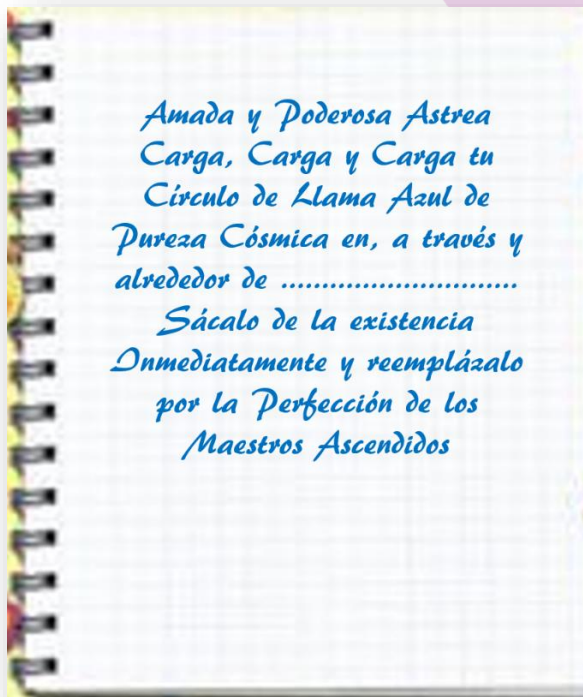 Amada y Poderosa Astrea
Carga, Carga y Carga tu
Círculo de Llama Azul de
Pureza Cósmica en, a través y
alrededor de ..............................
Sácalo de la existencia
Inmediatamente y reemplázalo
por la Perfección de los
Maestros Ascendidos